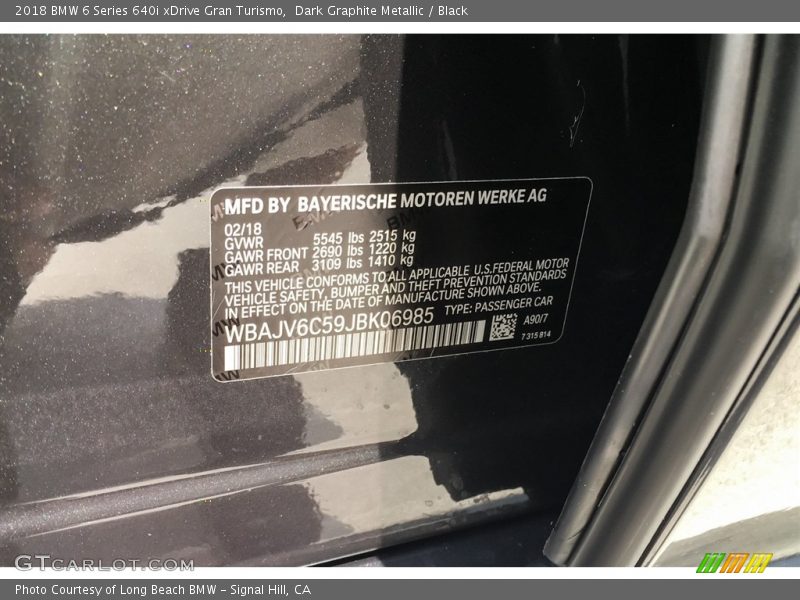 2018 BMW 6 Series 640i xDrive Gran Turismo,  Dark Graphite Metallic / Black
MFD BY BAYERISCHE MOTOREN WERKE AG
02/18
GVWR 5545 lbs 2515 kg
GAWR FRONT 2690 lbs 1220 kg
GAWR REAR 3109 lbs 1410 kg
THIS VEHICLE CONFORMS TO ALL APPLICABLE U.S.FEDERAL MOTOR
VEHICLE SAFETY, BUMPER AND THEFT PREVENTION STANDARDS
IN EFFECT ON THE DATE OF MANUFACTURE SHOWN ABOVE.
WBAJV6C59JBK06985 TYPE: PASSENGER CAR
A90/7
7 315 814
GTCARLOT.COM
Photo Courtesy of Long Beach BMW - Signal Hill, CA